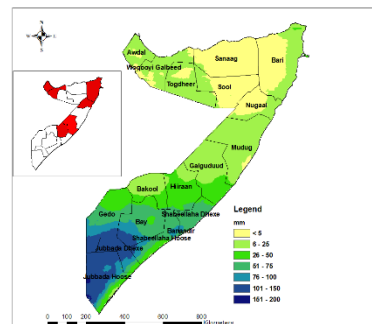 N
Awdal
Woqooyi Galbeed
Togdheer
Sanaag
Bari
Sool
Nugaal
Mudug
Galguduud
Hiiraan
Bakool
Gedo
Bay
Shabeellaha Dhexe
Banadir
Shabeellaha Hoose
Jubbada Dhexe
Jubbada Hoose
Legend
mm
< 5
5 - 25
26 - 50
51 - 75
76 - 100
101 - 150
151 - 200
0 100 200 400 600 800
Kilometers